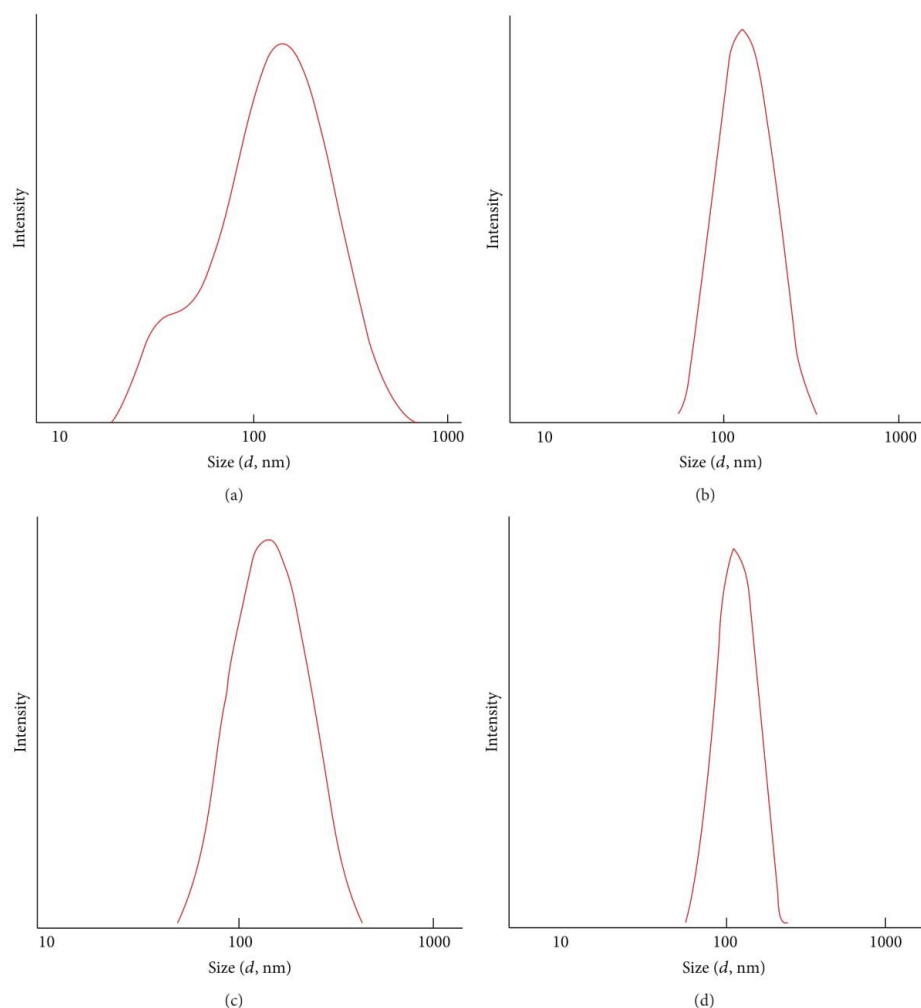 Intensity
10 100 1000
Size (d, nm)
(a)
Intensity
10 100 1000
Size (d, nm)
(b)
Intensity
10 100 1000
Size (d, nm)
(c)
Intensity
10 100 1000
Size (d, nm)
(d)